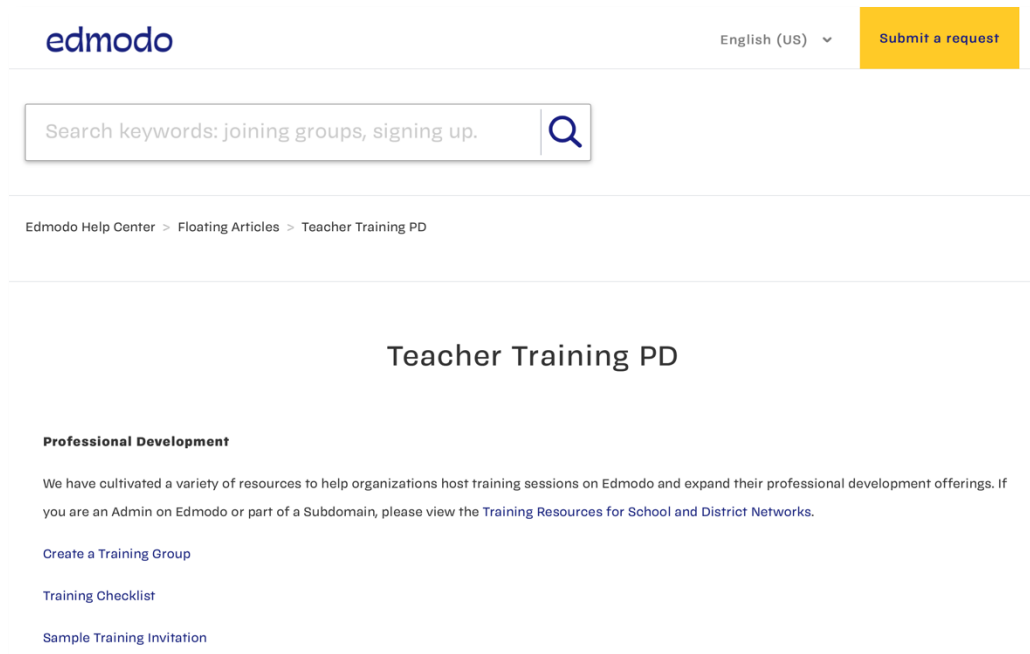 edmodo
English (US)
Submit a request
Search keywords: joining groups, signing up.
Edmodo Help Center > Floating Articles > Teacher Training PD
Teacher Training PD
Professional Development
We have cultivated a variety of resources to help organizations host training sessions on Edmodo and expand their professional development offerings. If
you are an Admin on Edmodo or part of a Subdomain, please view the Training Resources for School and District Networks.
Create a Training Group
Training Checklist
Sample Training Invitation